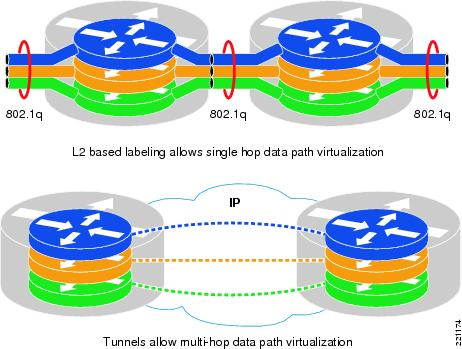 802.1q 802.1q 802.1q
L2 based labeling allows single hop data path virtualization
IP
Tunnels allow multi-hop data path virtualization
221174